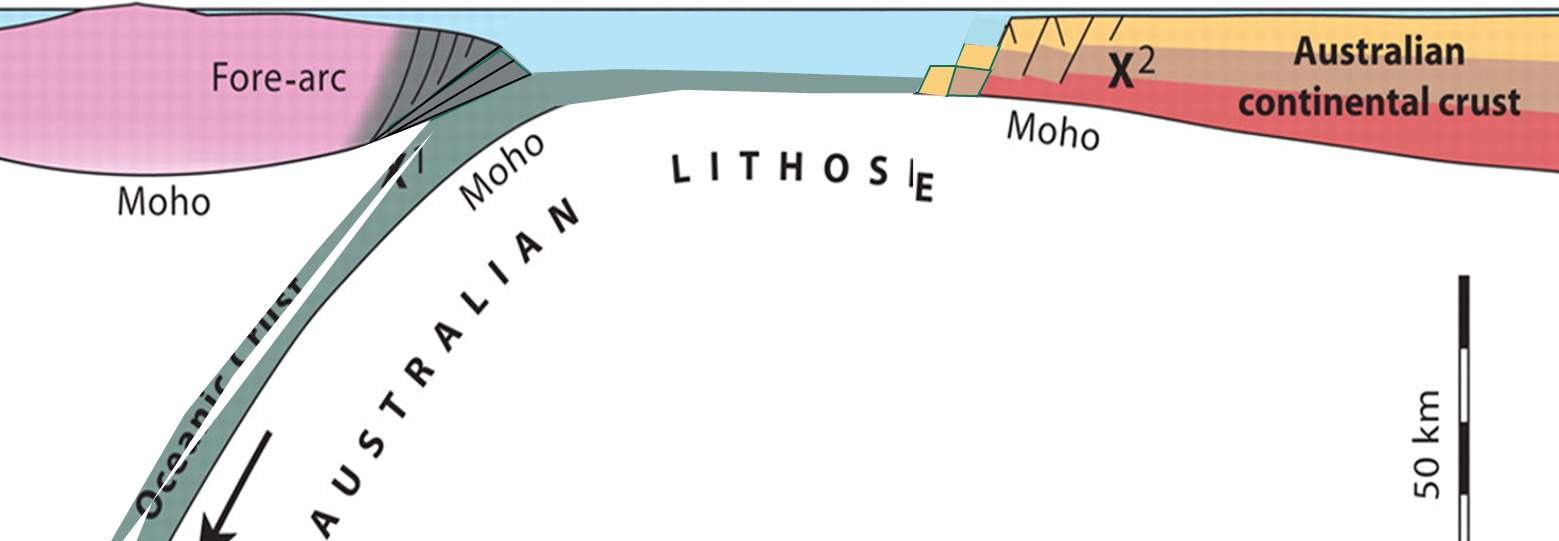 Fore-arc
X²
Australian
continental crust
Moho
Moho
Moho
LITHOS
E
AUSTRALIAN
Oceanic Crust
50 km